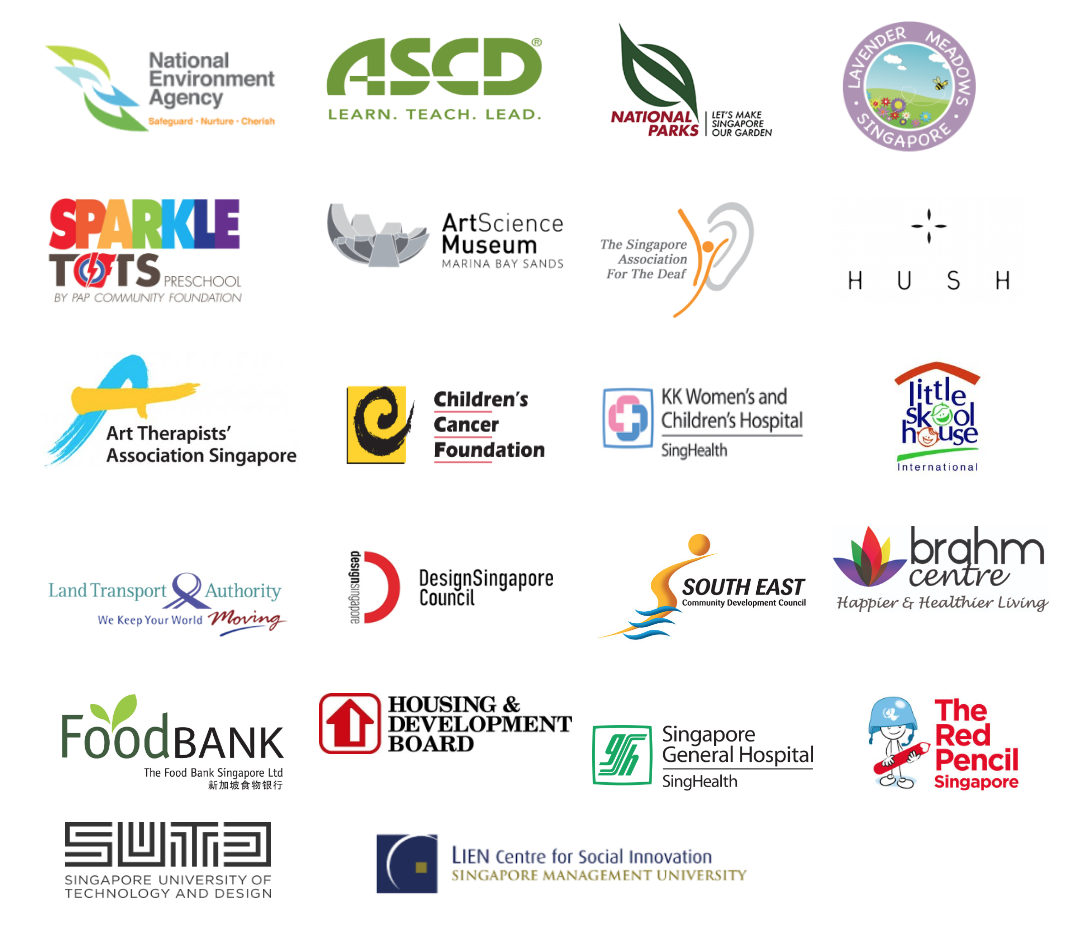 National
Environment
Agency
Safeguard · Nurture · Cherish
ASCD®
LEARN. TEACH. LEAD.
NATIONAL
PARKS
LET'S MAKE
SINGAPORE
OUR GARDEN
LAVENDER MEADOWS
· SINGAPORE ·
SPARKLE
TOTS PRESCHOOL
BY PAP COMMUNITY FOUNDATION
ArtScience
Museum
MARINA BAY SANDS
The Singapore
Association
For The Deaf
HUSH
Art Therapists'
Association Singapore
Children's
Cancer
Foundation
KK Women's and
Children's Hospital
SingHealth
little
skool
house
International
Land Transport Authority
We Keep Your World Moving
designsingapore
DesignSingapore
Council
SOUTH EAST
Community Development Council
brahm
centre
Happier & Healthier Living
FoodBANK
The Food Bank Singapore Ltd
新加坡食物银行
HOUSING &
DEVELOPMENT
BOARD
gsh
Singapore
General Hospital
SingHealth
The
Red
Pencil
Singapore
SUTD
SINGAPORE UNIVERSITY OF
TECHNOLOGY AND DESIGN
LIEN Centre for Social Innovation
SINGAPORE MANAGEMENT UNIVERSITY